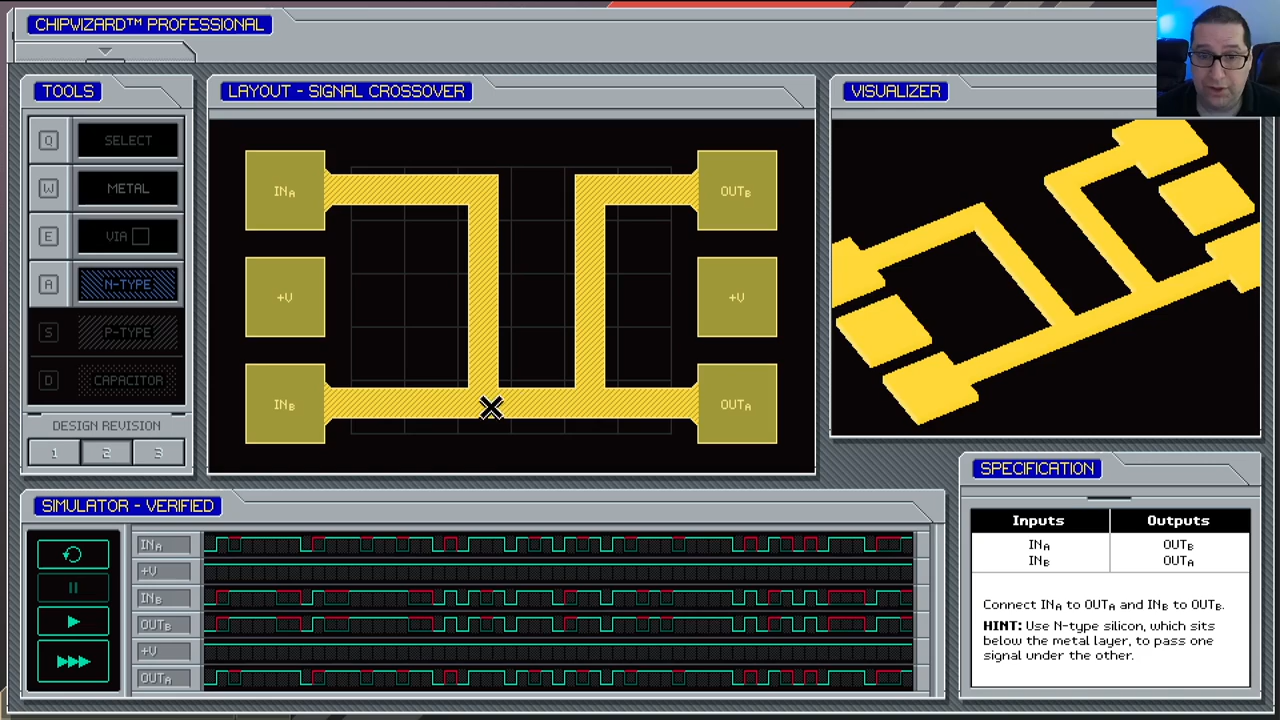 CHIPWIZARD™ PROFESSIONAL
TOOLS
Q SELECT
W METAL
E VIA
A N-TYPE
S P-TYPE
D CAPACITOR
DESIGN REVISION
1 2 3
LAYOUT - SIGNAL CROSSOVER
INA OUTB
+V +V
INB OUTA
VISUALIZER
SIMULATOR - VERIFIED
INA
+V
INB
OUTB
+V
OUTA
SPECIFICATION
Inputs Outputs
INA OUTB
INB OUTA
Connect INA to OUTA and INB to OUTB.
HINT: Use N-type silicon, which sits
below the metal layer, to pass one
signal under the other.